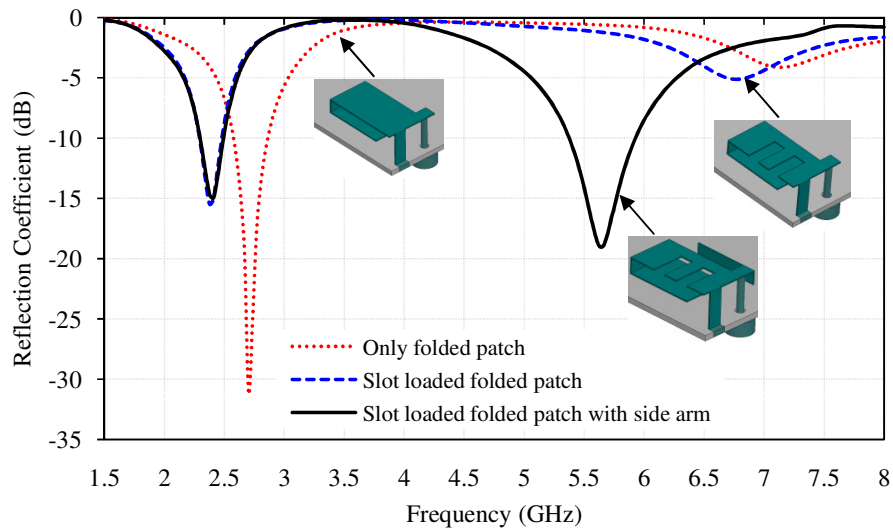 0
-5
-10
-15
-20
-25
-30
-35
Reflection Coefficient (dB)
Only folded patch
Slot loaded folded patch
Slot loaded folded patch with side arm
1.5 2 2.5 3 3.5 4 4.5 5 5.5 6 6.5 7 7.5 8
Frequency (GHz)